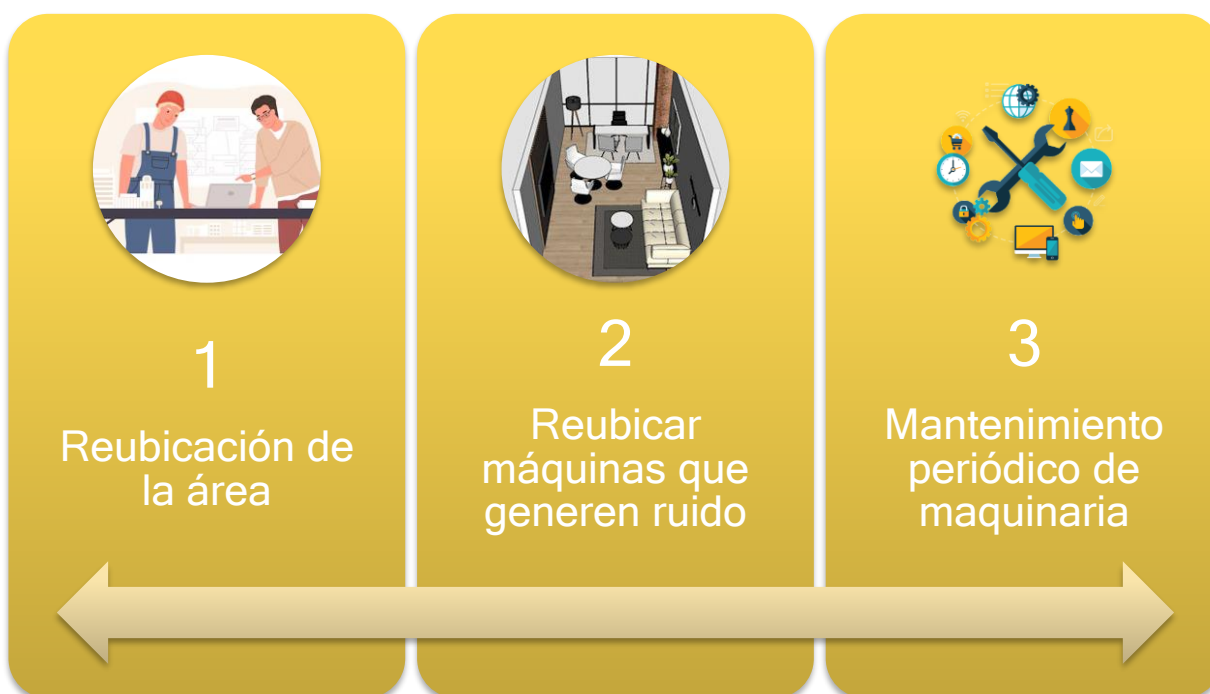 1
Reubicación de
la área
2
Reubicar
máquinas que
generen ruido
3
Mantenimiento
periódico de
maquinaria